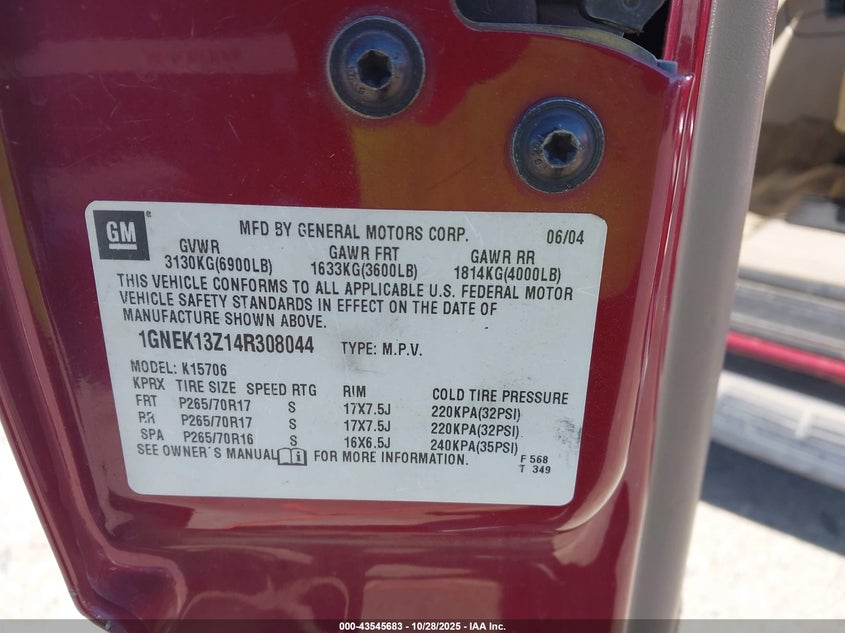 GM
MFD BY GENERAL MOTORS CORP. 06/04
GVWR GAWR FRT GAWR RR
3130KG(6900LB) 1633KG(3600LB) 1814KG(4000LB)
THIS VEHICLE CONFORMS TO ALL APPLICABLE U.S. FEDERAL MOTOR
VEHICLE SAFETY STANDARDS IN EFFECT ON THE DATE OF
MANUFACTURE SHOWN ABOVE.
1GNEK13Z14R308044 TYPE: M.P.V.
MODEL: K15706
KPRX TIRE SIZE SPEED RTG RIM COLD TIRE PRESSURE
FRT P265/70R17 S 17X7.5J 220KPA(32PSI)
RR P265/70R17 S 17X7.5J 220KPA(32PSI)
SPA P265/70R16 S 16X6.5J 240KPA(35PSI)
SEE OWNER'S MANUAL FOR MORE INFORMATION.
F 568
T 349
000-43545683 | 10/28/2025 - IAA Inc.